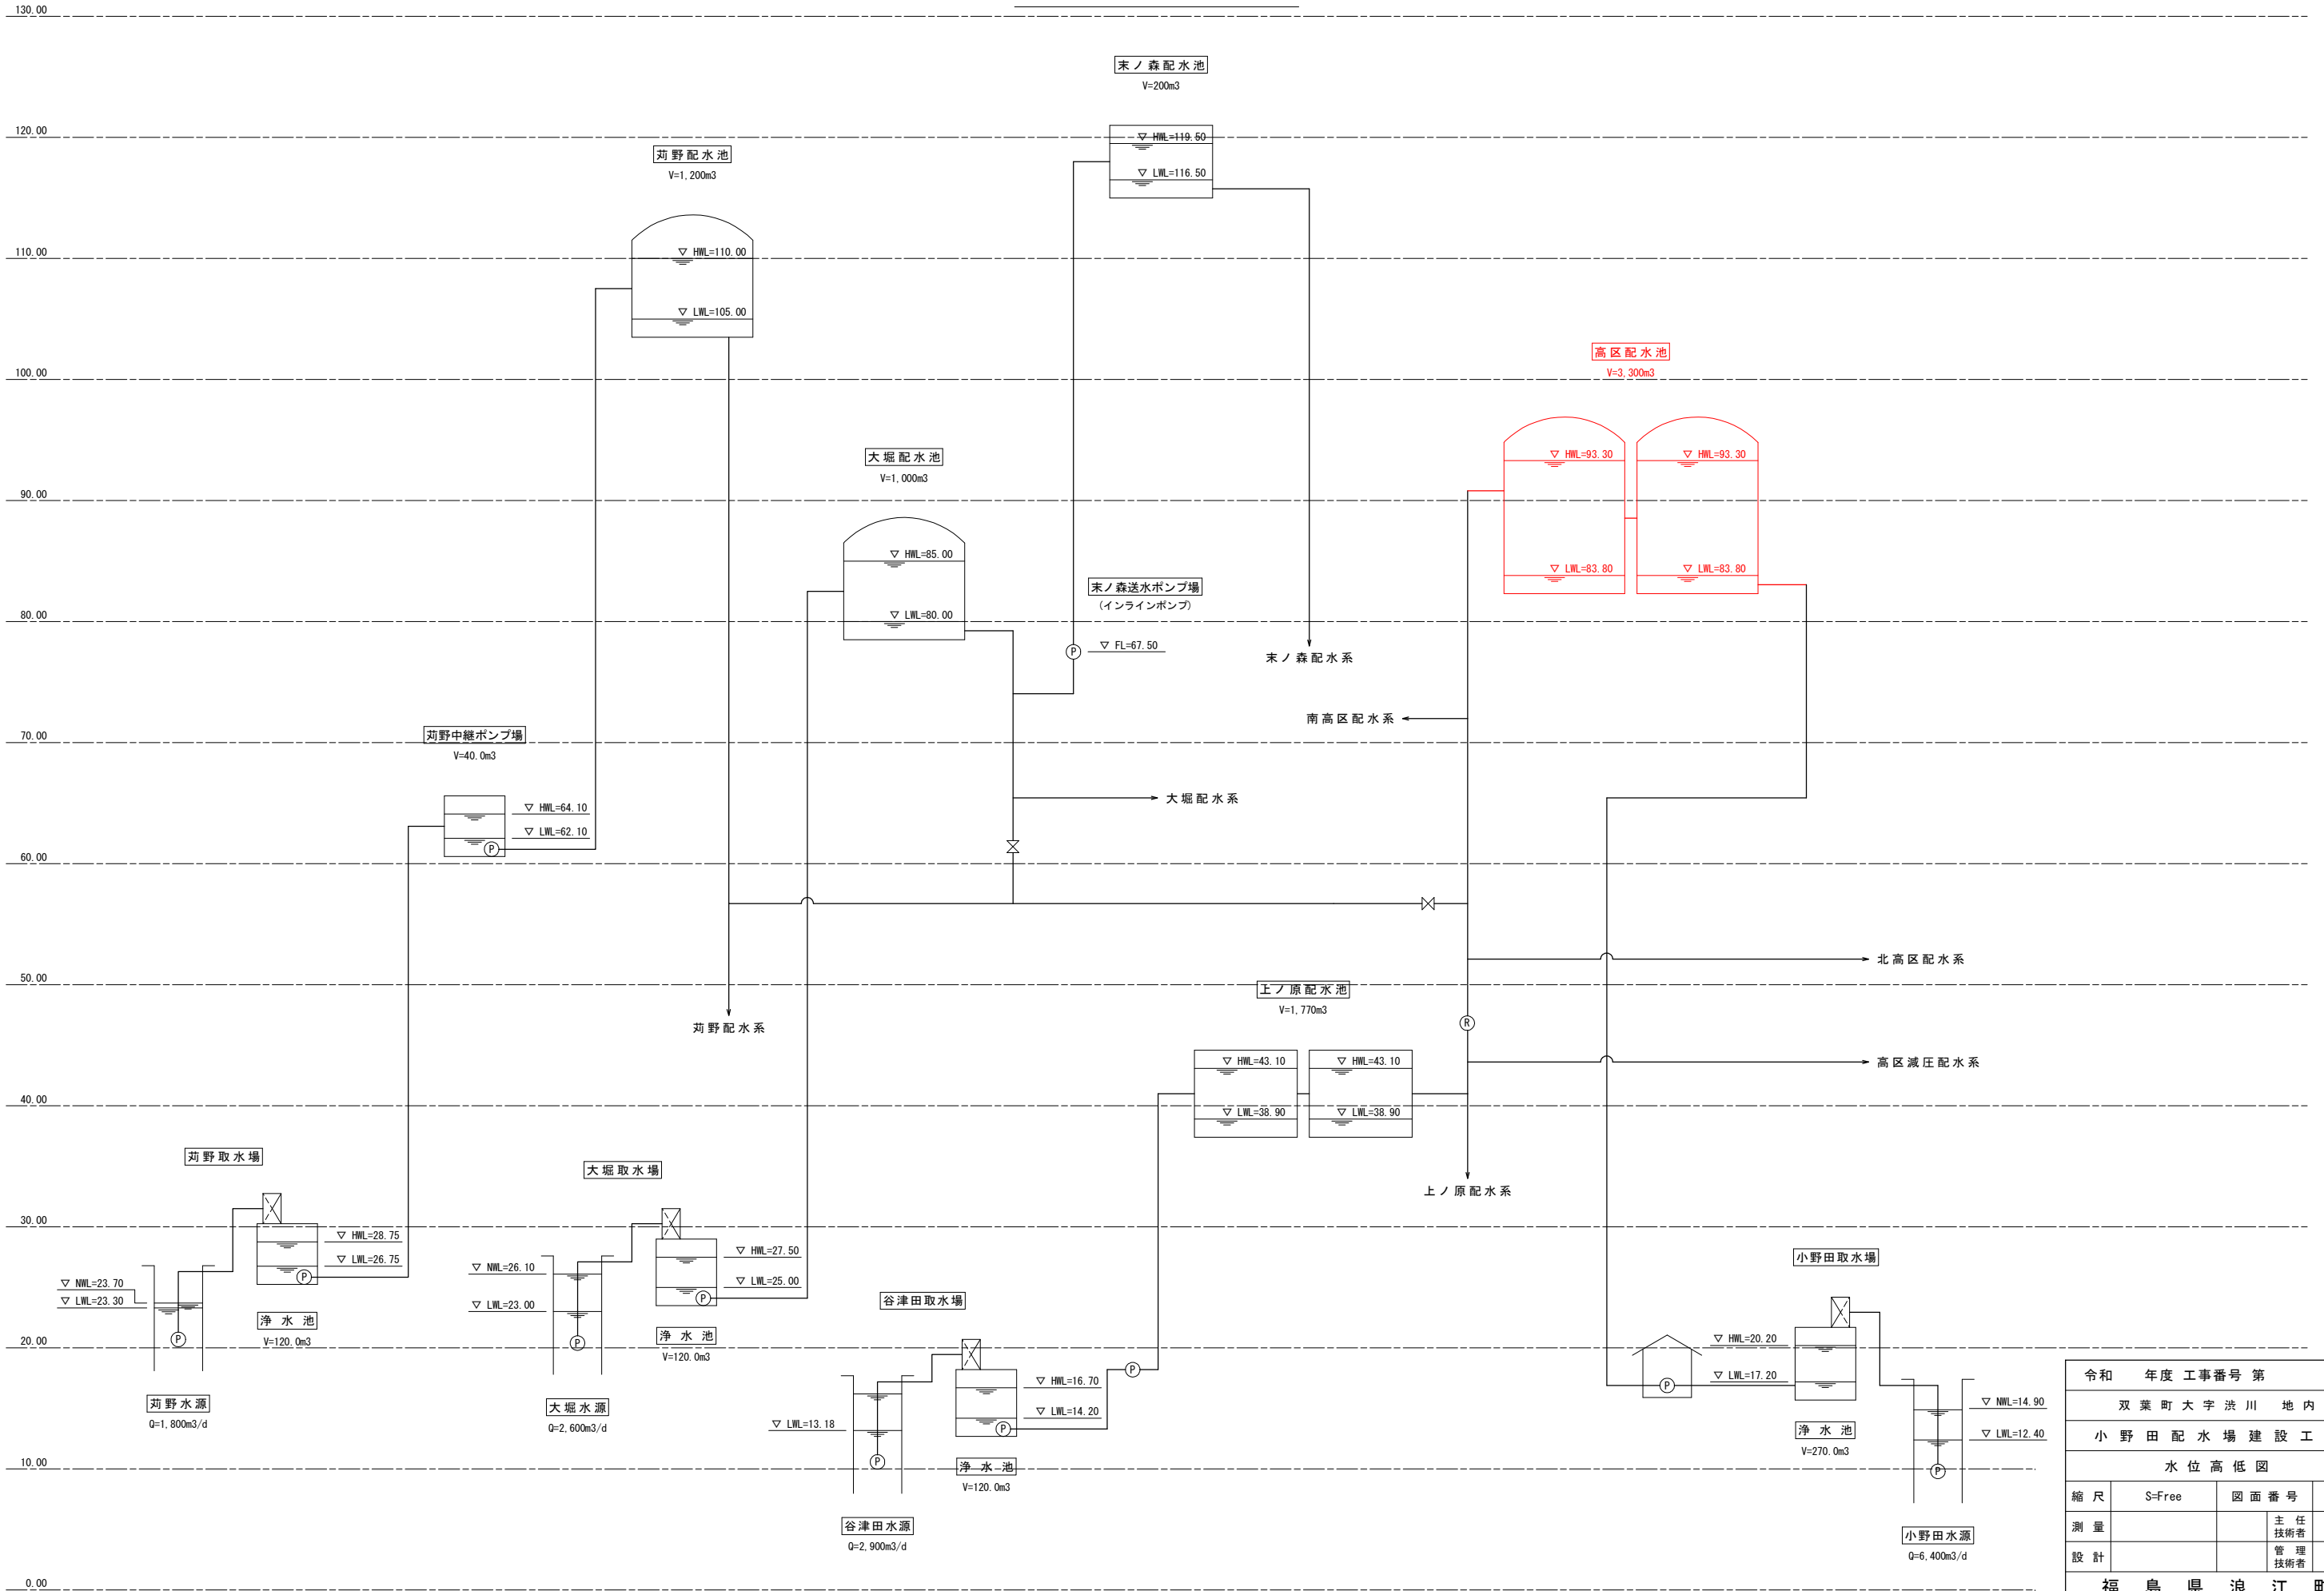 130.00
120.00
110.00
100.00
90.00
80.00
70.00
60.00
50.00
40.00
30.00
20.00
10.00
0.00
末ノ森配水池
V=200m3
▽ HWL=119.50
▽ LWL=116.50
苅野配水池
V=1,200m3
▽ HWL=110.00
▽ LWL=105.00
高区配水池
V=3,300m3
▽ HWL=93.30
▽ HWL=93.30
▽ LWL=83.80
▽ LWL=83.80
大堀配水池
V=1,000m3
▽ HWL=85.00
▽ LWL=80.00
末ノ森送水ポンプ場
(インラインポンプ)
P
▽ FL=67.50
末ノ森配水系
南高区配水系
苅野中継ポンプ場
V=40.0m3
▽ HWL=64.10
▽ LWL=62.10
P
大堀配水系
北高区配水系
上ノ原配水池
V=1,770m3
苅野配水系
R
▽ HWL=43.10
▽ HWL=43.10
高区減圧配水系
▽ LWL=38.90
▽ LWL=38.90
上ノ原配水系
苅野取水場
▽ HWL=28.75
▽ LWL=26.75
P
▽ NWL=23.70
▽ LWL=23.30
P
浄水池
V=120.0m3
苅野水源
Q=1,800m3/d
大堀取水場
▽ HWL=27.50
▽ LWL=25.00
P
▽ NWL=26.10
▽ LWL=23.00
P
浄水池
V=120.0m3
大堀水源
Q=2,600m3/d
谷津田取水場
▽ HWL=16.70
▽ LWL=14.20
P
P
▽ LWL=13.18
P
浄水池
V=120.0m3
谷津田水源
Q=2,900m3/d
小野田取水場
▽ HWL=20.20
▽ LWL=17.20
P
浄水池
V=270.0m3
▽ NWL=14.90
▽ LWL=12.40
P
小野田水源
Q=6,400m3/d
令和 年度 工事番号 第
双葉町大字渋川 地内
小野田配水場建設工
水位高低図
縮尺 S=Free 図面番号
測量 主任技術者
設計 管理技術者
福島県浪江